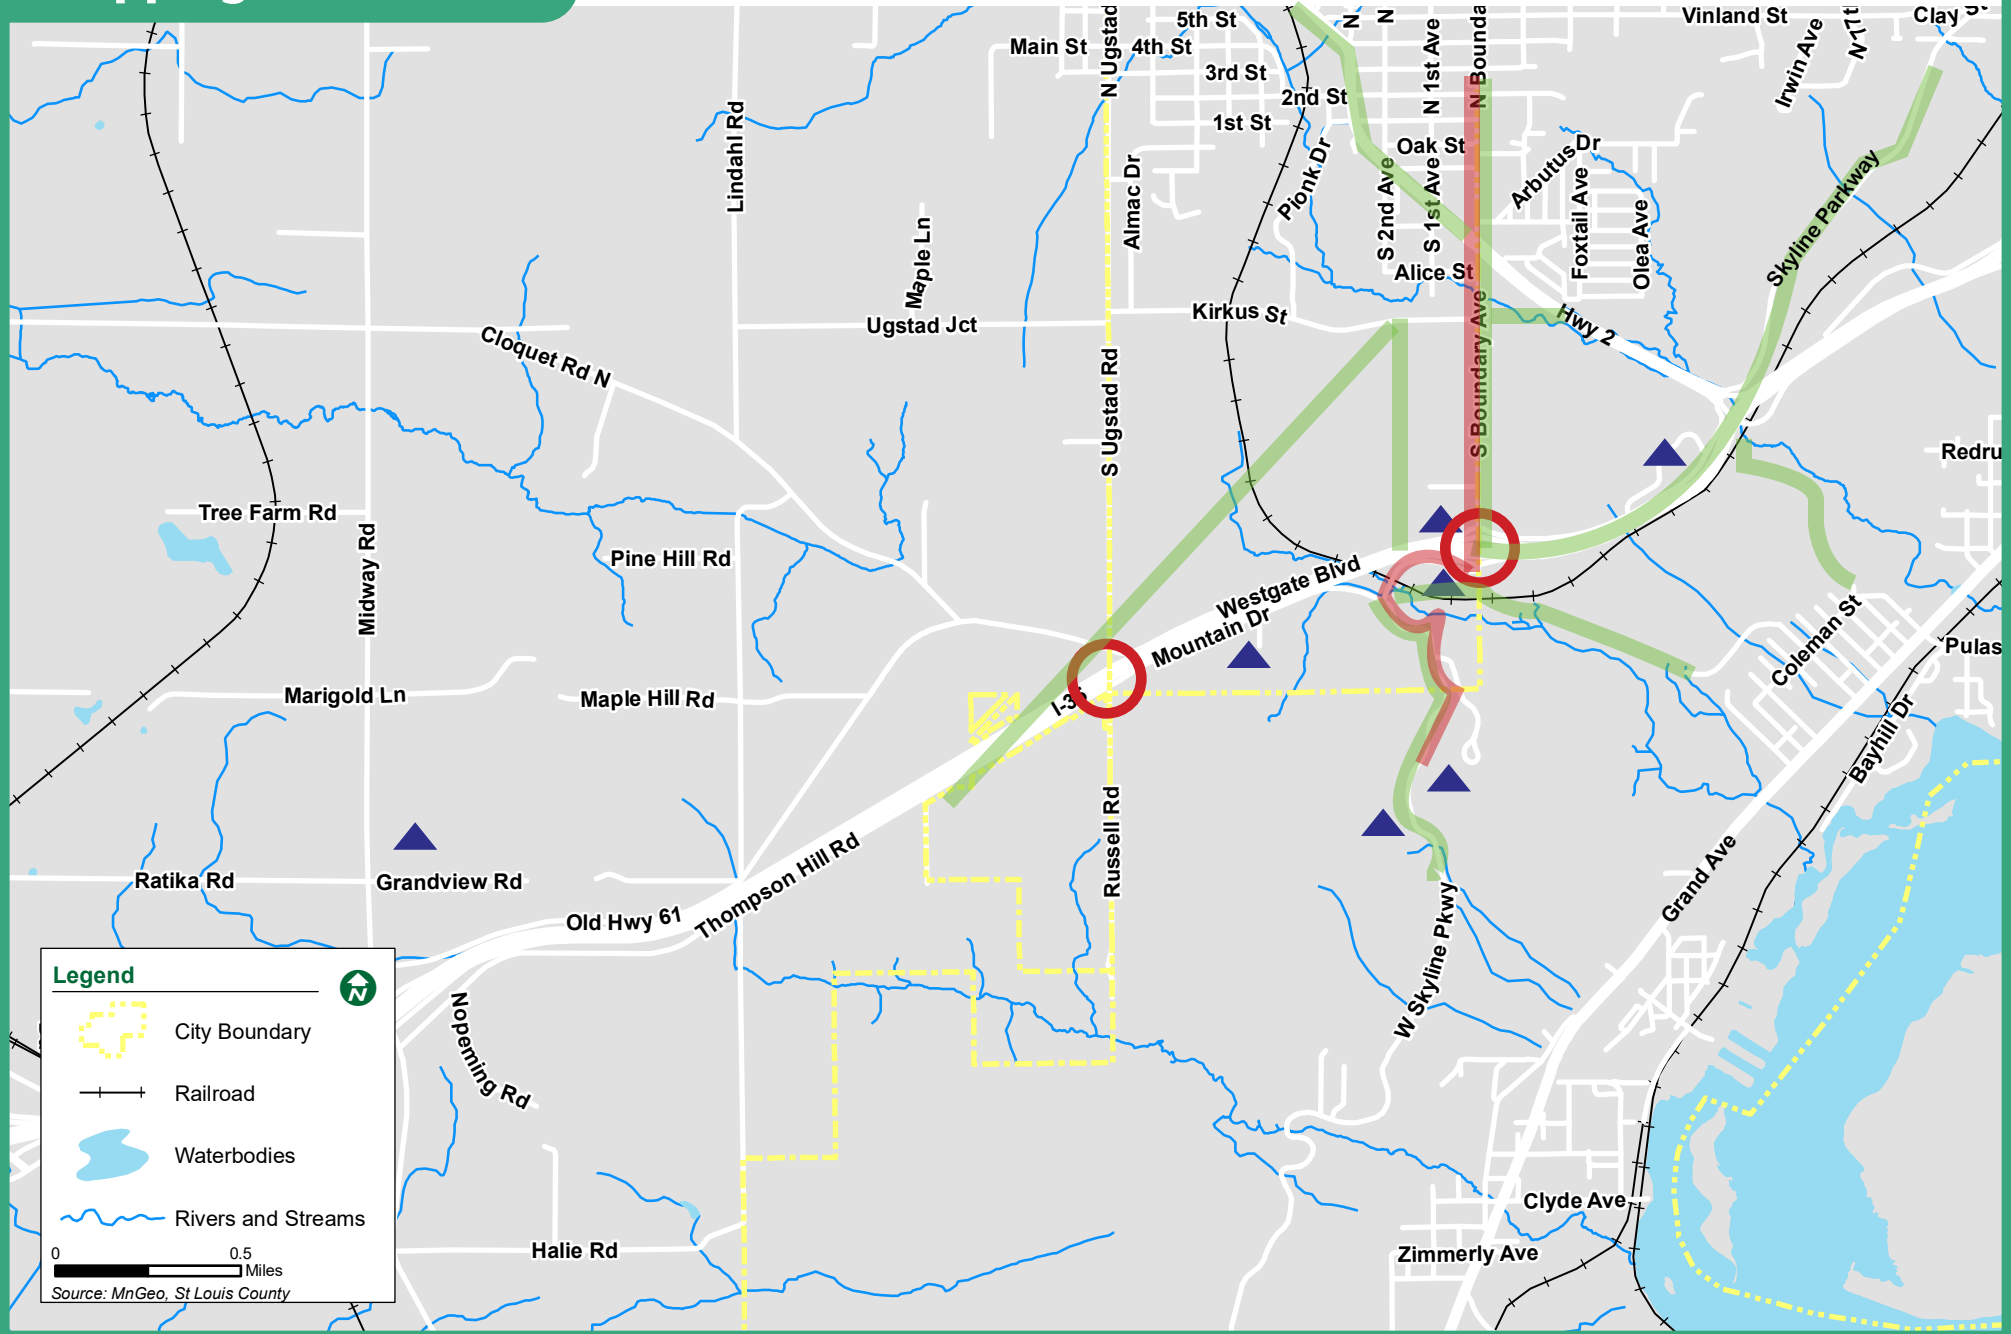 5th St
Main St
4th St
3rd St
2nd St
1st St
N Ugstad
N
N
N 1st Ave
N Bounda
Vinland St
Irwin Ave
N 77t
Clay St
Lindahl Rd
Almac Dr
Pionk Dr
Oak St
S 2nd Ave
S 1st Ave
Arbutus Dr
Foxtail Ave
Olea Ave
Skyline Parkway
Maple Ln
Alice St
Kirkus St
Ugstad Jct
Cloquet Rd N
S Ugstad Rd
S Boundary Ave
Hwy 2
Redru
Tree Farm Rd
Midway Rd
Pine Hill Rd
Westgate Blvd
Mountain Dr
Coleman St
Pulas
Marigold Ln
Maple Hill Rd
I-35
Bayhill Dr
Russell Rd
Thompson Hill Rd
Grand Ave
Ratika Rd
Grandview Rd
Old Hwy 61
W Skyline Pkwy
Nopeming Rd
Clyde Ave
Halie Rd
Zimmerly Ave
Legend
N
City Boundary
Railroad
Waterbodies
Rivers and Streams
0 0.5
Miles
Source: MnGeo, St Louis County